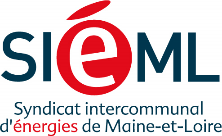 SIéML
Syndicat intercommunal
d'énergies de Maine-et-Loire